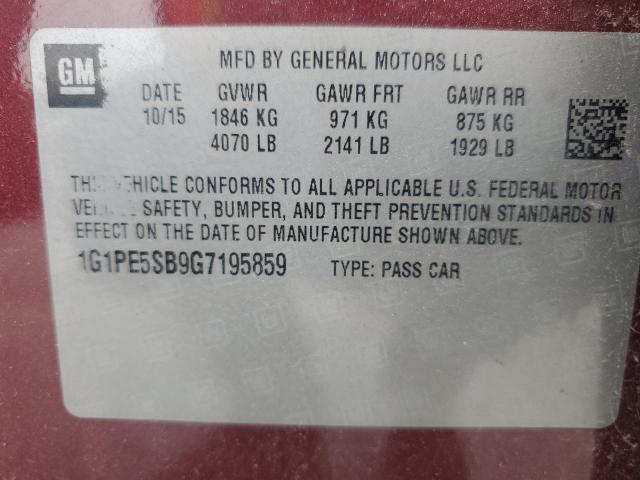 GM
MFD BY GENERAL MOTORS LLC
DATE GVWR GAWR FRT GAWR RR
10/15 1846 KG 971 KG 875 KG
4070 LB 2141 LB 1929 LB
THIS VEHICLE CONFORMS TO ALL APPLICABLE U.S. FEDERAL MOTOR
VEHICLE SAFETY, BUMPER, AND THEFT PREVENTION STANDARDS IN
EFFECT ON THE DATE OF MANUFACTURE SHOWN ABOVE.
1G1PE5SB9G7195859 TYPE: PASS CAR